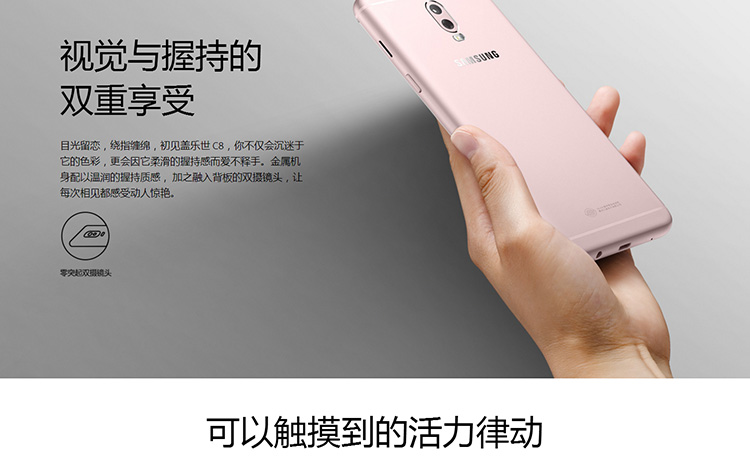 视觉与握持的
双重享受
目光留恋，绕指缠绵，初见盖乐世 C8，你不仅会沉迷于
它的色彩，更会因它柔滑的握持感而爱不释手。金属机
身配以温润的握持质感， 加之融入背板的双摄镜头，让
每次相见都感受动人惊艳。
零突起双摄镜头
SAMSUNG
可以触摸到的活力律动